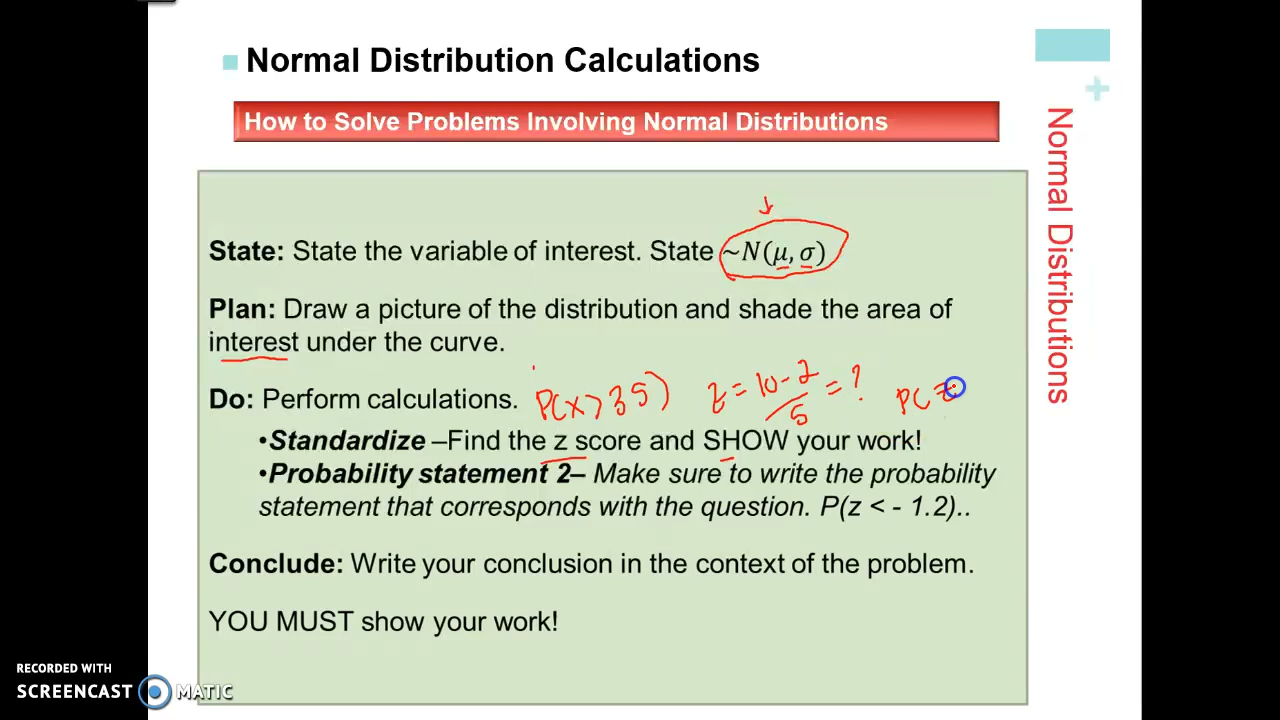 Normal Distribution Calculations
How to Solve Problems Involving Normal Distributions
Normal Distributions
State: State the variable of interest. State ~N(μ, σ)
Plan: Draw a picture of the distribution and shade the area of
interest under the curve.
Do: Perform calculations. P(x > 35) z = 10 - 7 / 5 = ? P( z
•Standardize –Find the z score and SHOW your work!
•Probability statement 2– Make sure to write the probability
statement that corresponds with the question. P(z < - 1.2)..
Conclude: Write your conclusion in the context of the problem.
YOU MUST show your work!
RECORDED WITH
SCREENCAST MATIC